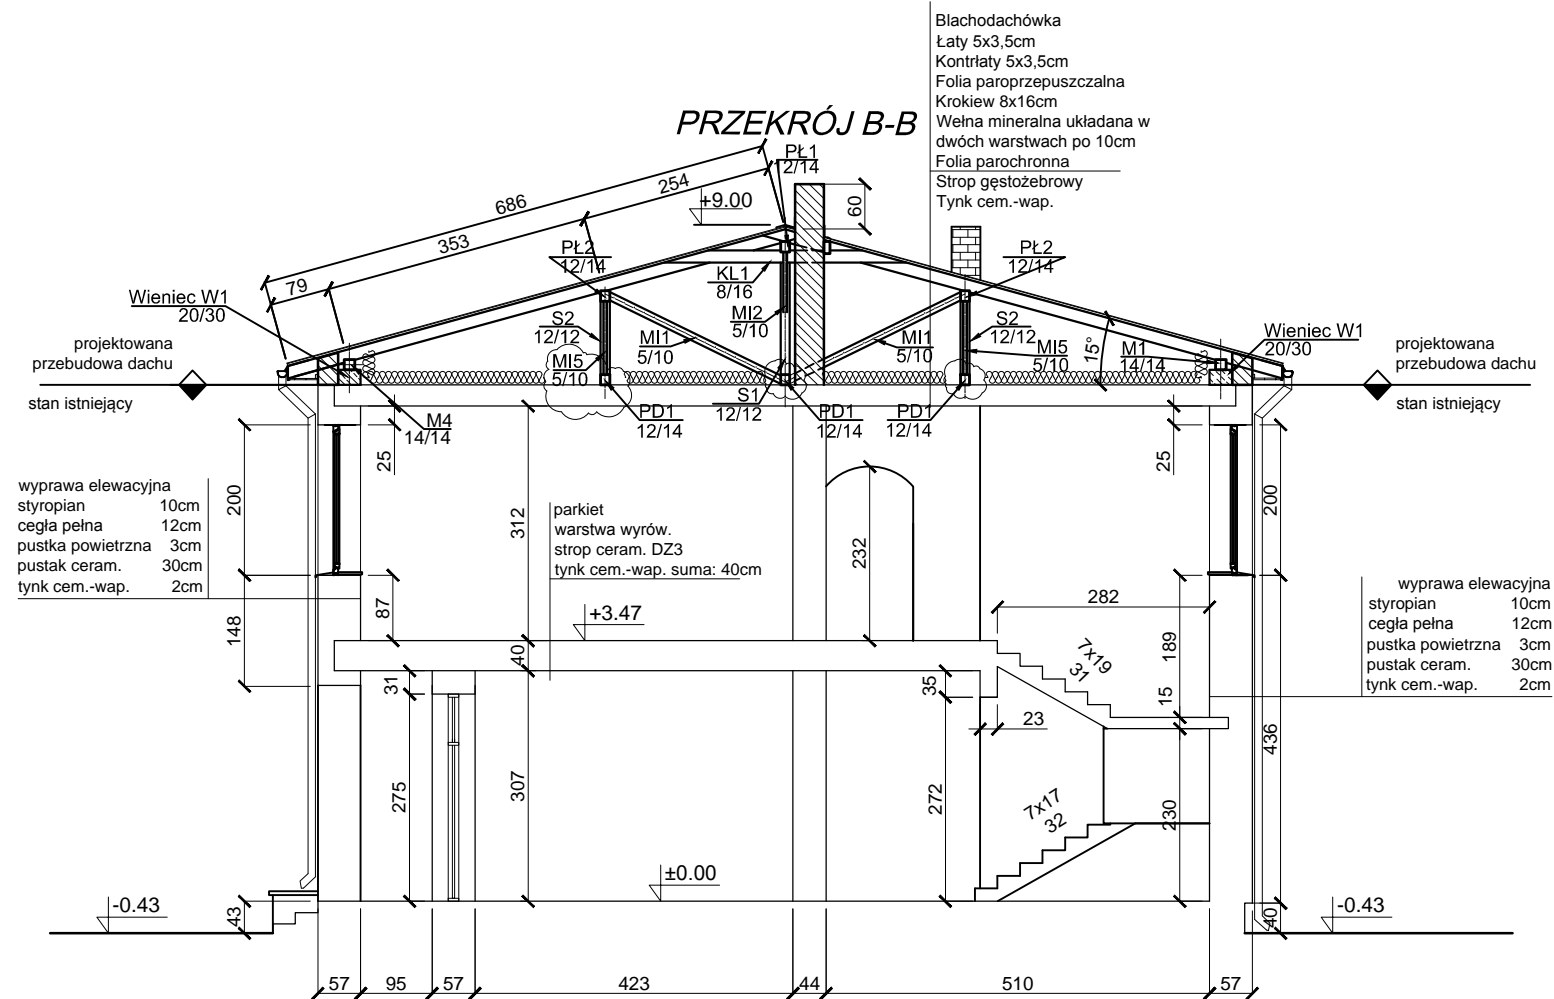 Blachodachówka
Łaty 5x3,5cm
Kontrłaty 5x3,5cm
Folia paroprzepuszczalna
Krokiew 8x16cm
Wełna mineralna układana w
dwóch warstwach po 10cm
Folia parochronna
Strop gęstożebrowy
Tynk cem.-wap.
PRZEKRÓJ B-B
PŁ1
12/14
686
254
353
79
+9.00
60
PŁ2
12/14
PŁ2
12/14
KL1
8/16
MI2
5/10
Wieniec W1
20/30
S2
12/12
MI1
5/10
MI5
5/10
MI1
5/10
S2
12/12
MI5
5/10
15°
M1
14/14
Wieniec W1
20/30
projektowana
przebudowa dachu
stan istniejący
projektowana
przebudowa dachu
stan istniejący
M4
14/14
PD1
12/14
S1
12/12
PD1
12/14
PD1
12/14
25
25
200
200
wyprawa elewacyjna
styropian 10cm
cegła pełna 12cm
pustka powietrzna 3cm
pustak ceram. 30cm
tynk cem.-wap. 2cm
312
parkiet
warstwa wyrów.
strop ceram. DZ3
tynk cem.-wap. suma: 40cm
232
87
148
+3.47
282
wyprawa elewacyjna
styropian 10cm
cegła pełna 12cm
pustka powietrzna 3cm
pustak ceram. 30cm
tynk cem.-wap. 2cm
40
31
35
7x19
31
189
15
23
436
275
307
272
7x17
32
230
±0.00
-0.43
43
40
-0.43
57
95
57
423
44
510
57